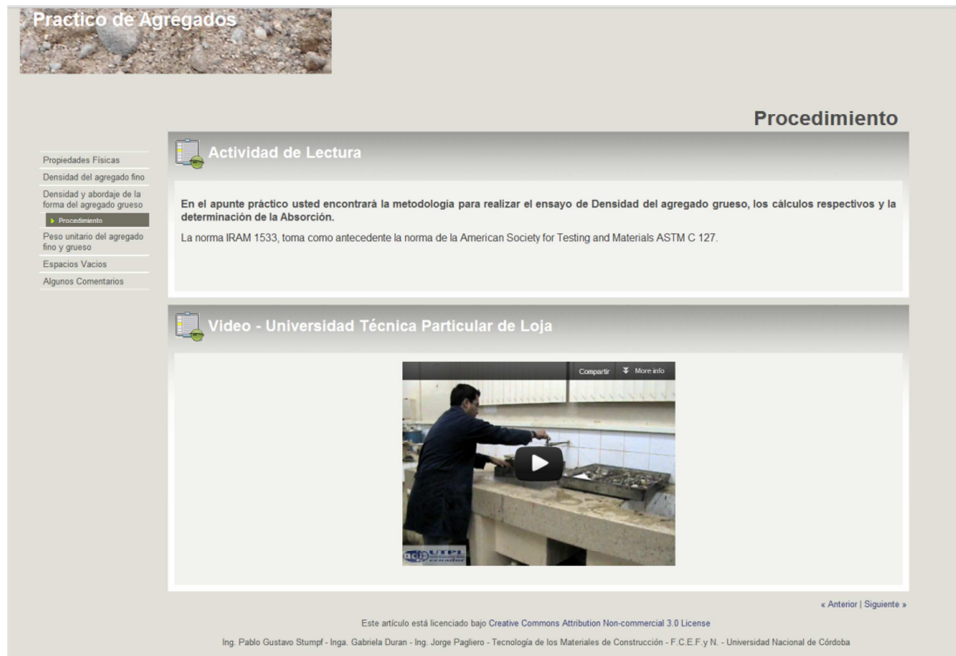 Practico de Agregados
Procedimiento
Propiedades Físicas
Densidad del agregado fino
Densidad y abordaje de la
forma del agregado grueso
Procedimiento
Peso unitario del agregado
fino y grueso
Espacios Vacios
Algunos Comentarios
Actividad de Lectura
En el apunte práctico usted encontrará la metodología para realizar el ensayo de Densidad del agregado grueso, los cálculos respectivos y la
determinación de la Absorción.
La norma IRAM 1533, toma como antecedente la norma de la American Society for Testing and Materials ASTM C 127.
Video - Universidad Técnica Particular de Loja
Compartir
More info
UTPL
ecuador
« Anterior | Siguiente »
Este artículo está licenciado bajo Creative Commons Attribution Non-commercial 3.0 License
Ing. Pablo Gustavo Stumpf - Inga. Gabriela Duran - Ing. Jorge Pagliero - Tecnología de los Materiales de Construcción - F.C.E.F.y N. - Universidad Nacional de Córdoba